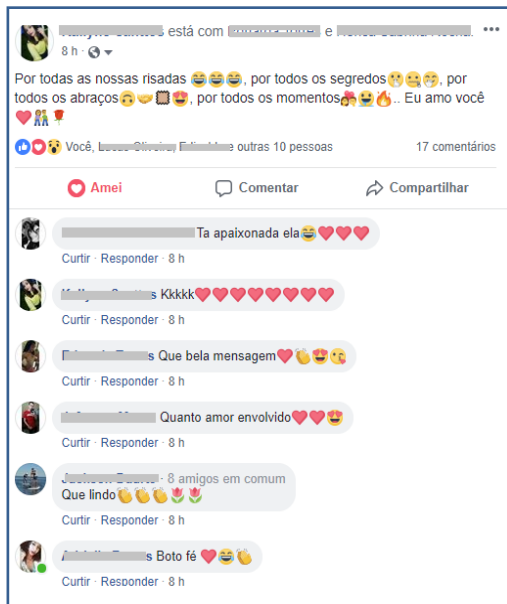 está com e
8 h
Por todas as nossas risadas 😂😂😂, por todos os segredos🤫🤐🤭, por
todos os abraços🙃🤝🖼😍, por todos os momentos💏🤮🔥.. Eu amo você
❤👫🌹
Você, e outras 10 pessoas 17 comentários
Amei Comentar Compartilhar
Ta apaixonada ela😂❤❤❤
Curtir · Responder · 8 h
Kkkkk❤❤❤❤❤❤❤❤
Curtir · Responder · 8 h
Que bela mensagem❤👏😍😘
Curtir · Responder · 8 h
Quanto amor envolvido❤❤😍
Curtir · Responder · 8 h
· 8 amigos em comum
Que lindo👏👏👏🌷🌷
Curtir · Responder · 8 h
Boto fé ❤😂👏
Curtir · Responder · 8 h